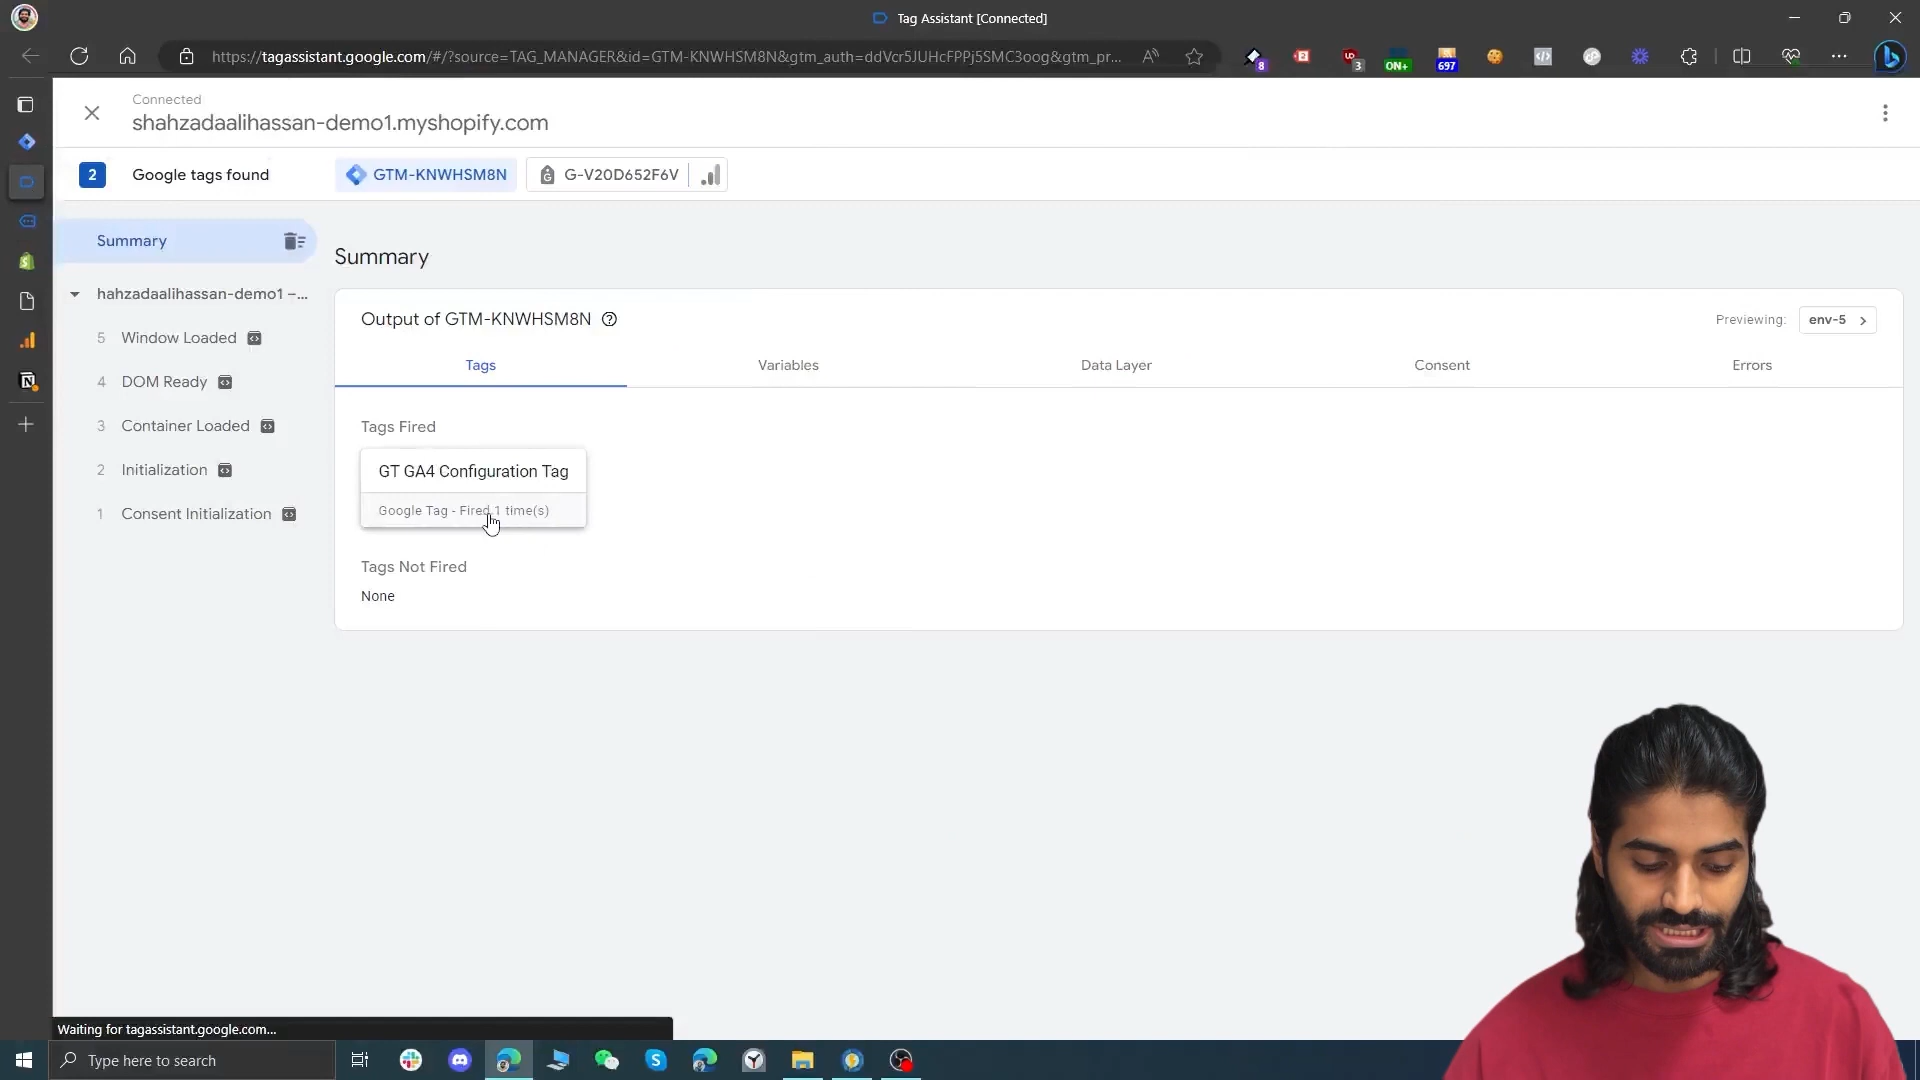 Tag Assistant [Connected]
https://tagassistant.google.com/#/?source=TAG_MANAGER&id=GTM-KNWHSM8N&gtm_auth=ddVcr5JUHcFPPj5SMC3oog&gtm_pr...
8
3
ON+
697
Connected
shahzadaalihassan-demo1.myshopify.com
2 Google tags found GTM-KNWHSM8N G-V20D652F6V
Summary
hahzadaalihassan-demo1 –...
5 Window Loaded
4 DOM Ready
3 Container Loaded
2 Initialization
1 Consent Initialization
Summary
Output of GTM-KNWHSM8N
Previewing: env-5
Tags Variables Data Layer Consent Errors
Tags Fired
GT GA4 Configuration Tag
Google Tag - Fired 1 time(s)
Tags Not Fired
None
Waiting for tagassistant.google.com...
Type here to search